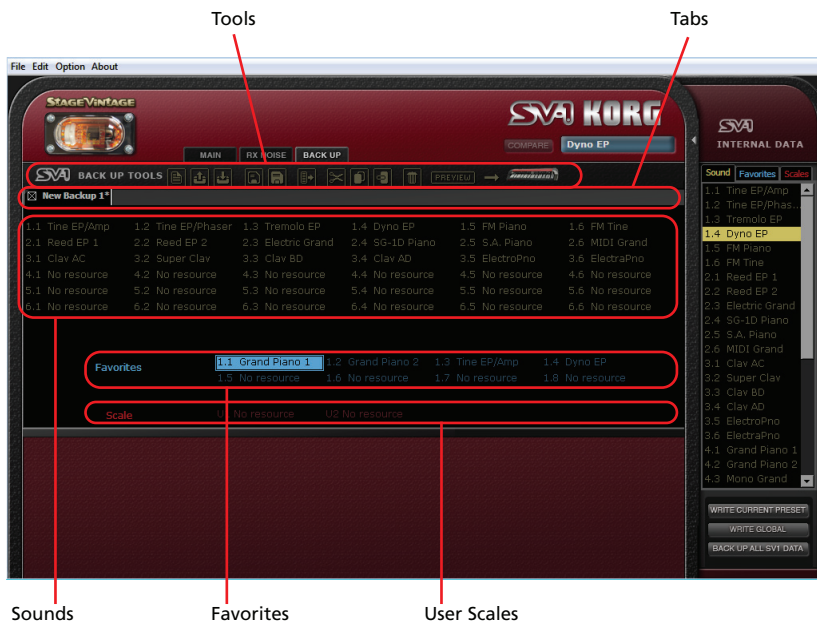 Tools Tabs
File Edit Option About
STAGEVINTAGE
SV1 KORG
COMPARE Dyno EP
MAIN RX NOISE BACK UP
SV1 BACK UP TOOLS PREVIEW
New Backup 1*
1.1 Tine EP/Amp 1.2 Tine EP/Phaser 1.3 Tremolo EP 1.4 Dyno EP 1.5 FM Piano 1.6 FM Tine
2.1 Reed EP 1 2.2 Reed EP 2 2.3 Electric Grand 2.4 SG-1D Piano 2.5 S.A. Piano 2.6 MIDI Grand
3.1 Clav AC 3.2 Super Clav 3.3 Clav BD 3.4 Clav AD 3.5 ElectroPno 3.6 ElectraPno
4.1 No resource 4.2 No resource 4.3 No resource 4.4 No resource 4.5 No resource 4.6 No resource
5.1 No resource 5.2 No resource 5.3 No resource 5.4 No resource 5.5 No resource 5.6 No resource
6.1 No resource 6.2 No resource 6.3 No resource 6.4 No resource 6.5 No resource 6.6 No resource
Favorites 1.1 Grand Piano 1 1.2 Grand Piano 2 1.3 Tine EP/Amp 1.4 Dyno EP
1.5 No resource 1.6 No resource 1.7 No resource 1.8 No resource
Scale U1 No resource U2 No resource
SV1
INTERNAL DATA
Sound Favorites Scales
1.1 Tine EP/Amp
1.2 Tine EP/Phas...
1.3 Tremolo EP
1.4 Dyno EP
1.5 FM Piano
1.6 FM Tine
2.1 Reed EP 1
2.2 Reed EP 2
2.3 Electric Grand
2.4 SG-1D Piano
2.5 S.A. Piano
2.6 MIDI Grand
3.1 Clav AC
3.2 Super Clav
3.3 Clav BD
3.4 Clav AD
3.5 ElectroPno
3.6 ElectraPno
4.1 Grand Piano 1
4.2 Grand Piano 2
4.3 Mono Grand
WRITE CURRENT PRESET
WRITE GLOBAL
BACK UP ALL SV1 DATA
Sounds Favorites User Scales